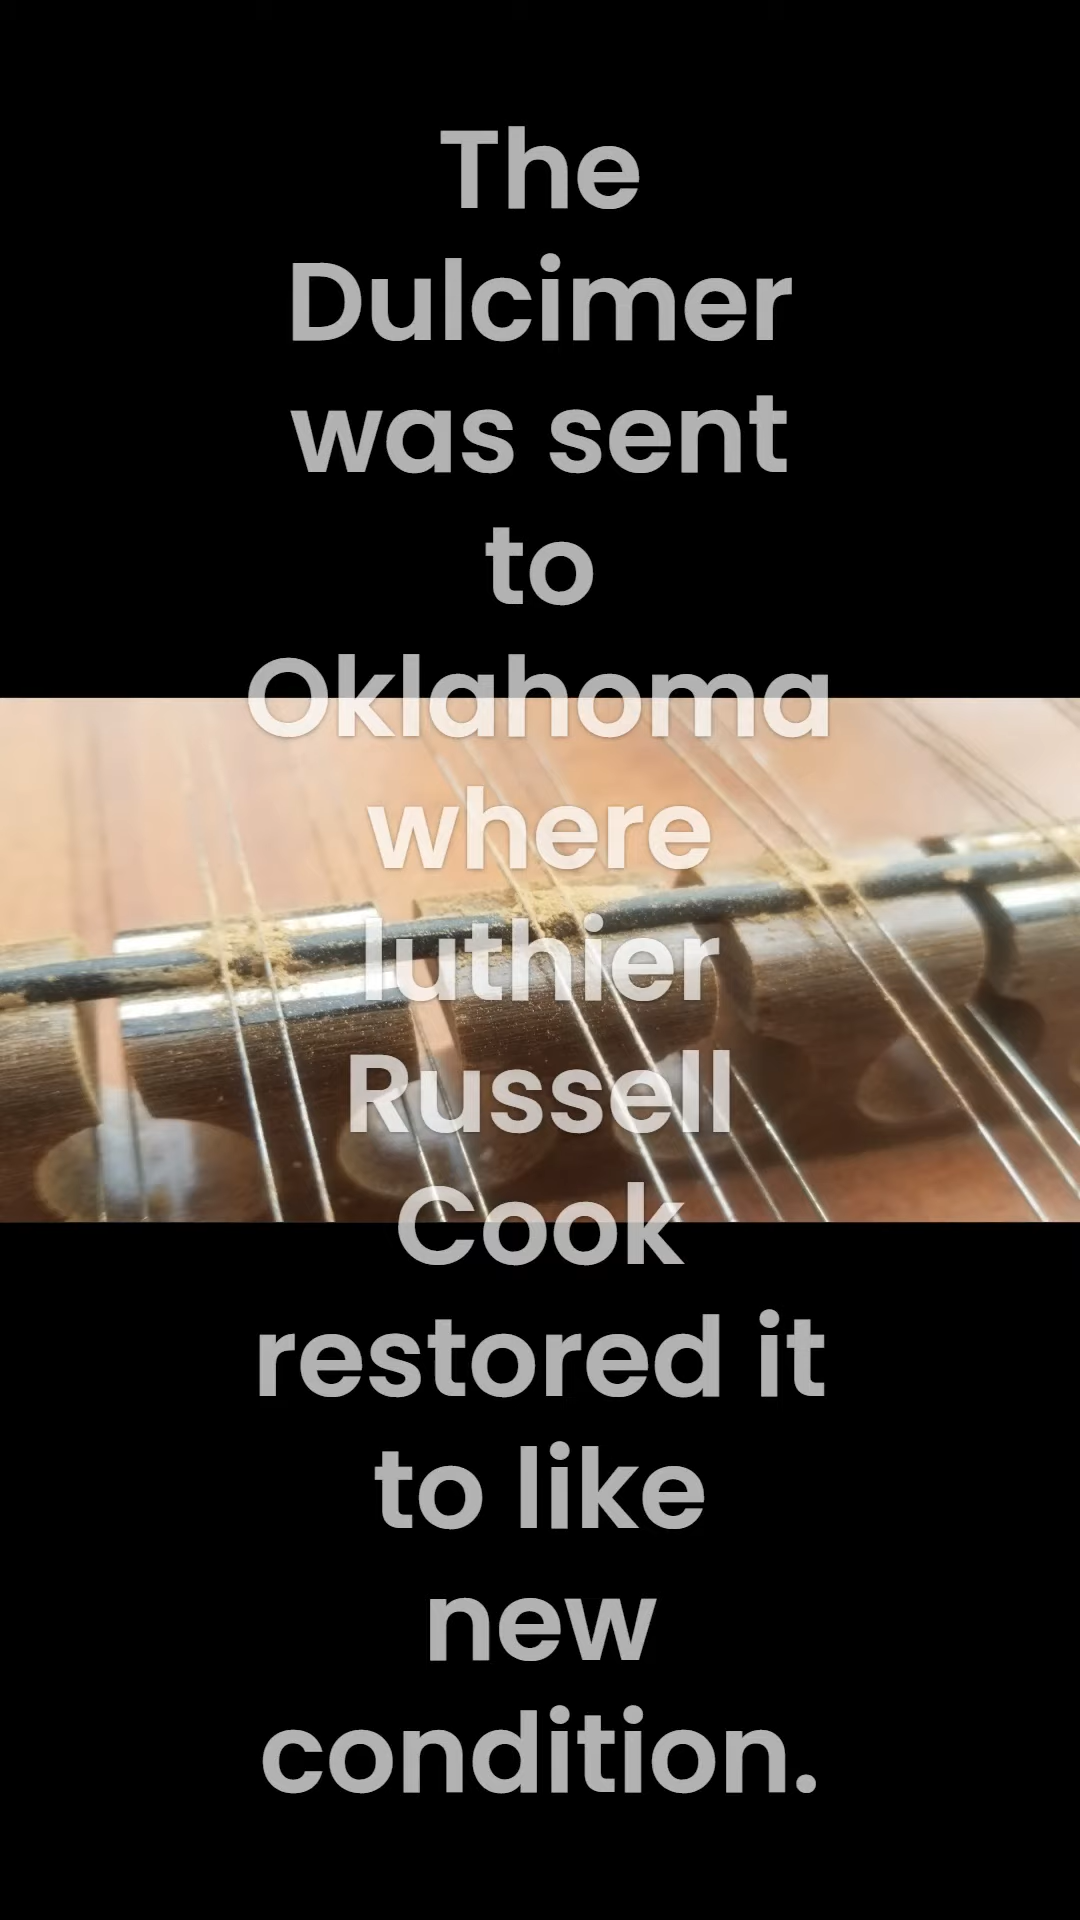 The
Dulcimer
was sent
to
Oklahoma
where
luthier
Russell
Cook
restored it
to like
new
condition.